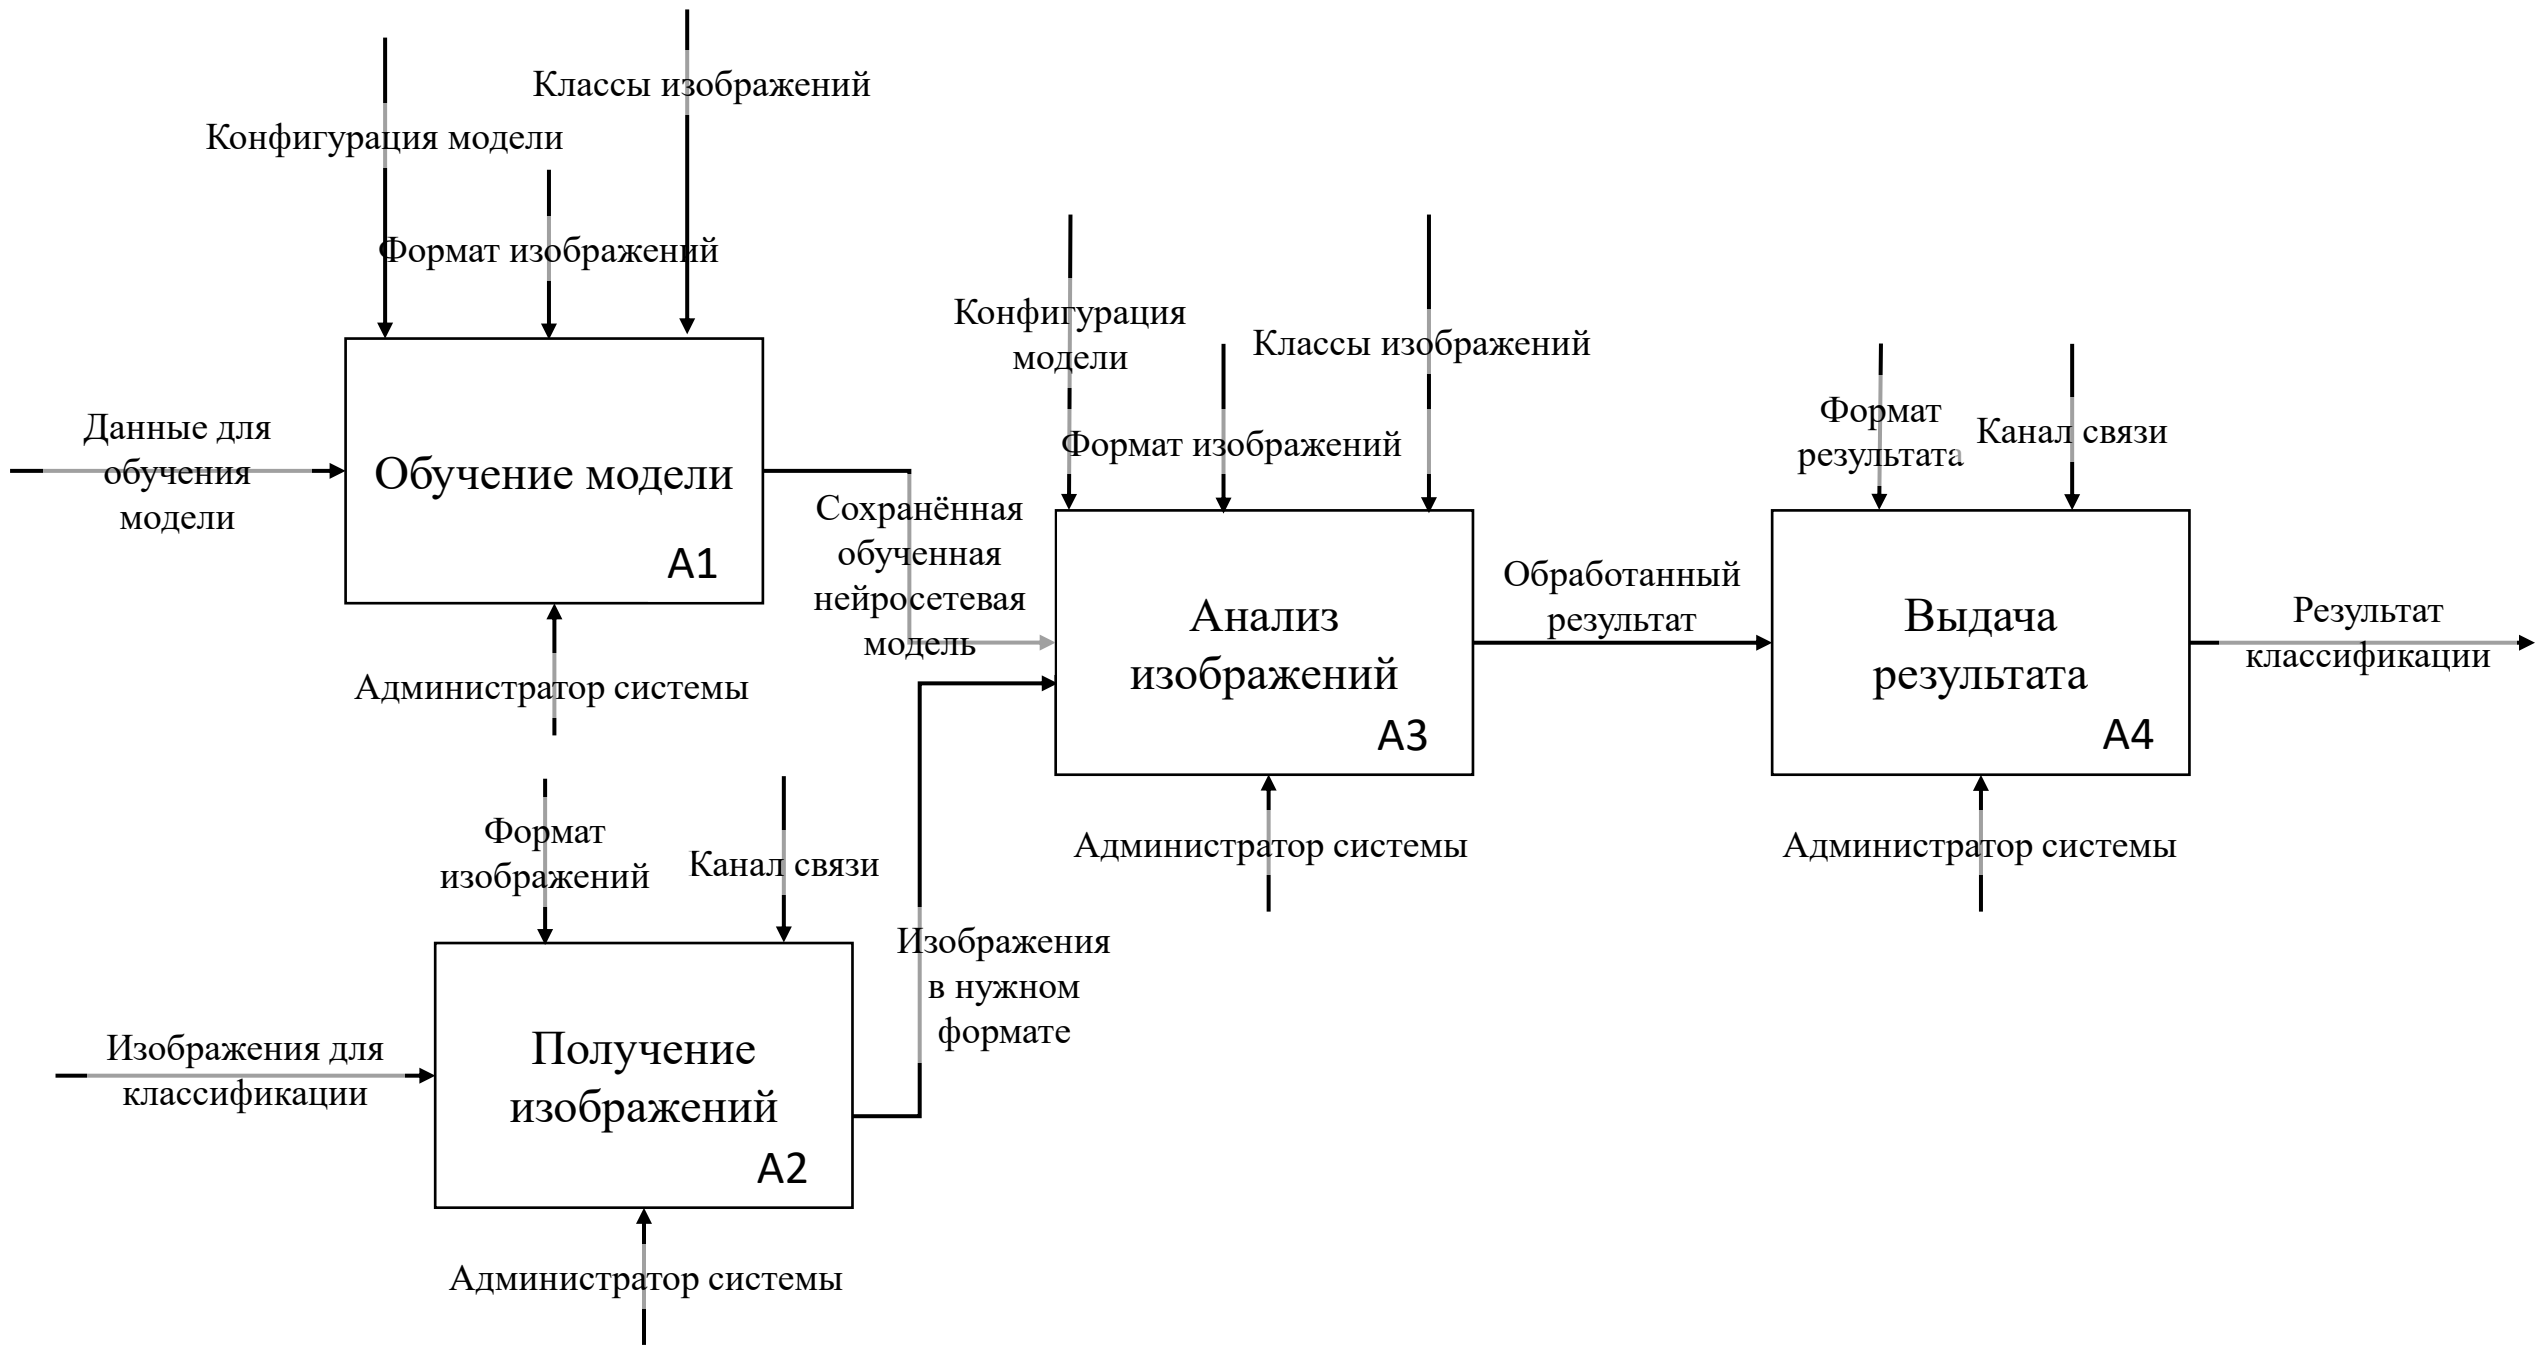 Классы изображений
Конфигурация модели
Формат изображений
Данные для
обучения
модели
Обучение модели
A1
Администратор системы
Сохранённая
обученная
нейросетевая
модель
Формат
изображений
Канал связи
Изображения для
классификации
Получение
изображений
A2
Администратор системы
Изображения
в нужном
формате
Конфигурация
модели
Классы изображений
Формат изображений
Анализ
изображений
A3
Администратор системы
Обработанный
результат
Формат
результата
Канал связи
Выдача
результата
A4
Администратор системы
Результат
классификации